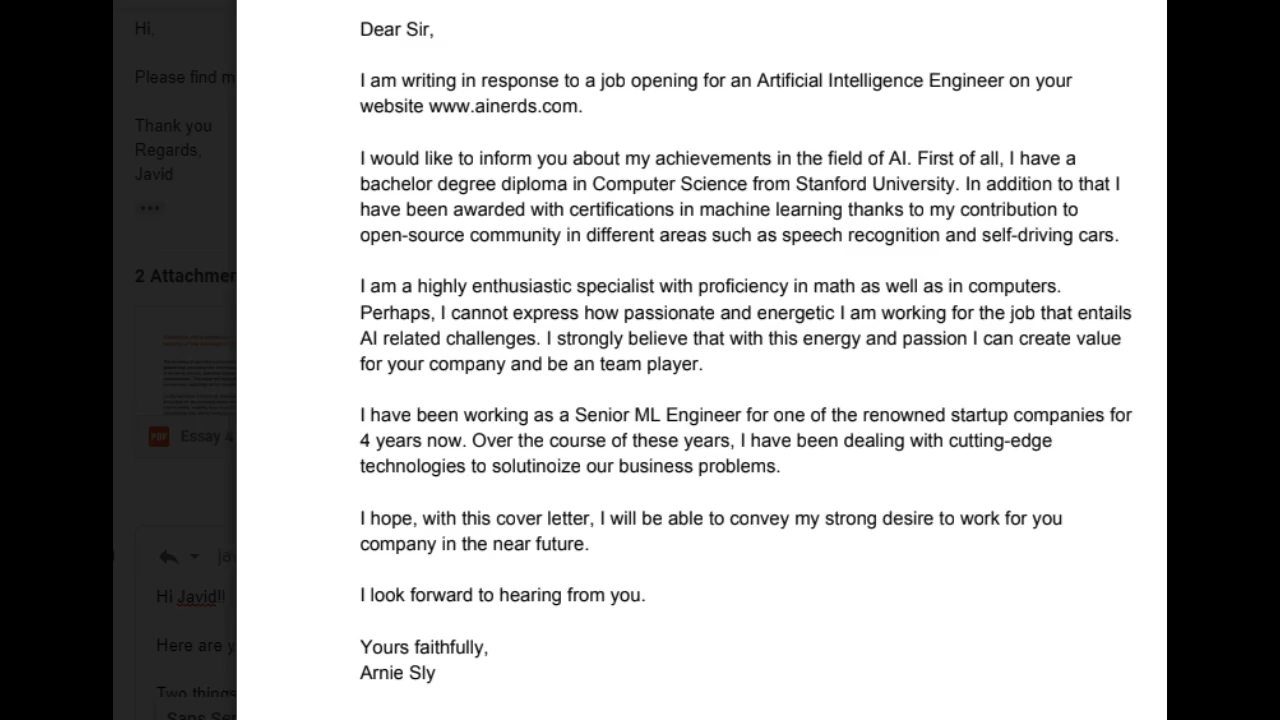 Hi,
Please find m
Thank you
Regards,
Javid
2 Attachmen
PDF Essay 4
Hi Javid!!
Here are y
Two things
Sans Ser
Dear Sir,
I am writing in response to a job opening for an Artificial Intelligence Engineer on your
website www.ainerds.com.
I would like to inform you about my achievements in the field of AI. First of all, I have a
bachelor degree diploma in Computer Science from Stanford University. In addition to that I
have been awarded with certifications in machine learning thanks to my contribution to
open-source community in different areas such as speech recognition and self-driving cars.
I am a highly enthusiastic specialist with proficiency in math as well as in computers.
Perhaps, I cannot express how passionate and energetic I am working for the job that entails
AI related challenges. I strongly believe that with this energy and passion I can create value
for your company and be an team player.
I have been working as a Senior ML Engineer for one of the renowned startup companies for
4 years now. Over the course of these years, I have been dealing with cutting-edge
technologies to solutinoize our business problems.
I hope, with this cover letter, I will be able to convey my strong desire to work for you
company in the near future.
I look forward to hearing from you.
Yours faithfully,
Arnie Sly